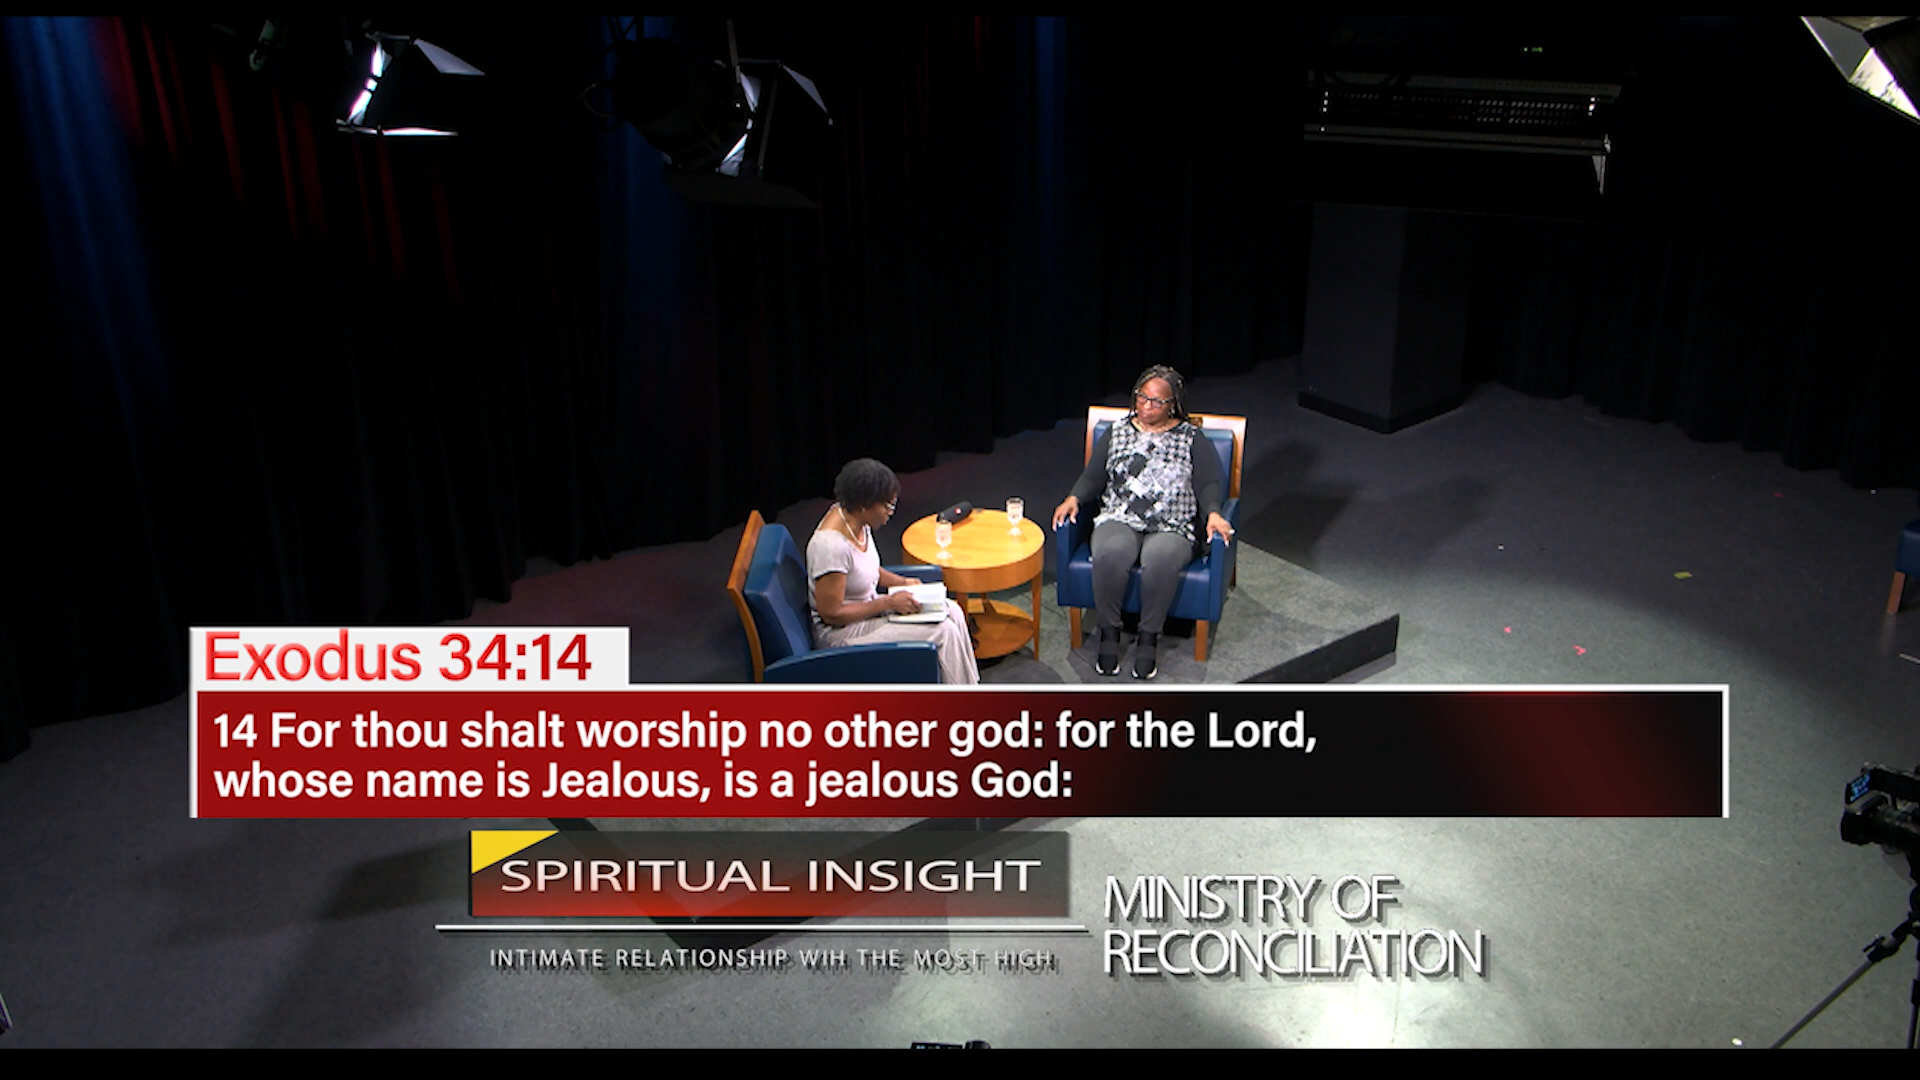 Exodus 34:14
14 For thou shalt worship no other god: for the Lord,
whose name is Jealous, is a jealous God:
SPIRITUAL INSIGHT
INTIMATE RELATIONSHIP WIH THE MOST HIGH
MINISTRY OF
RECONCILIATION